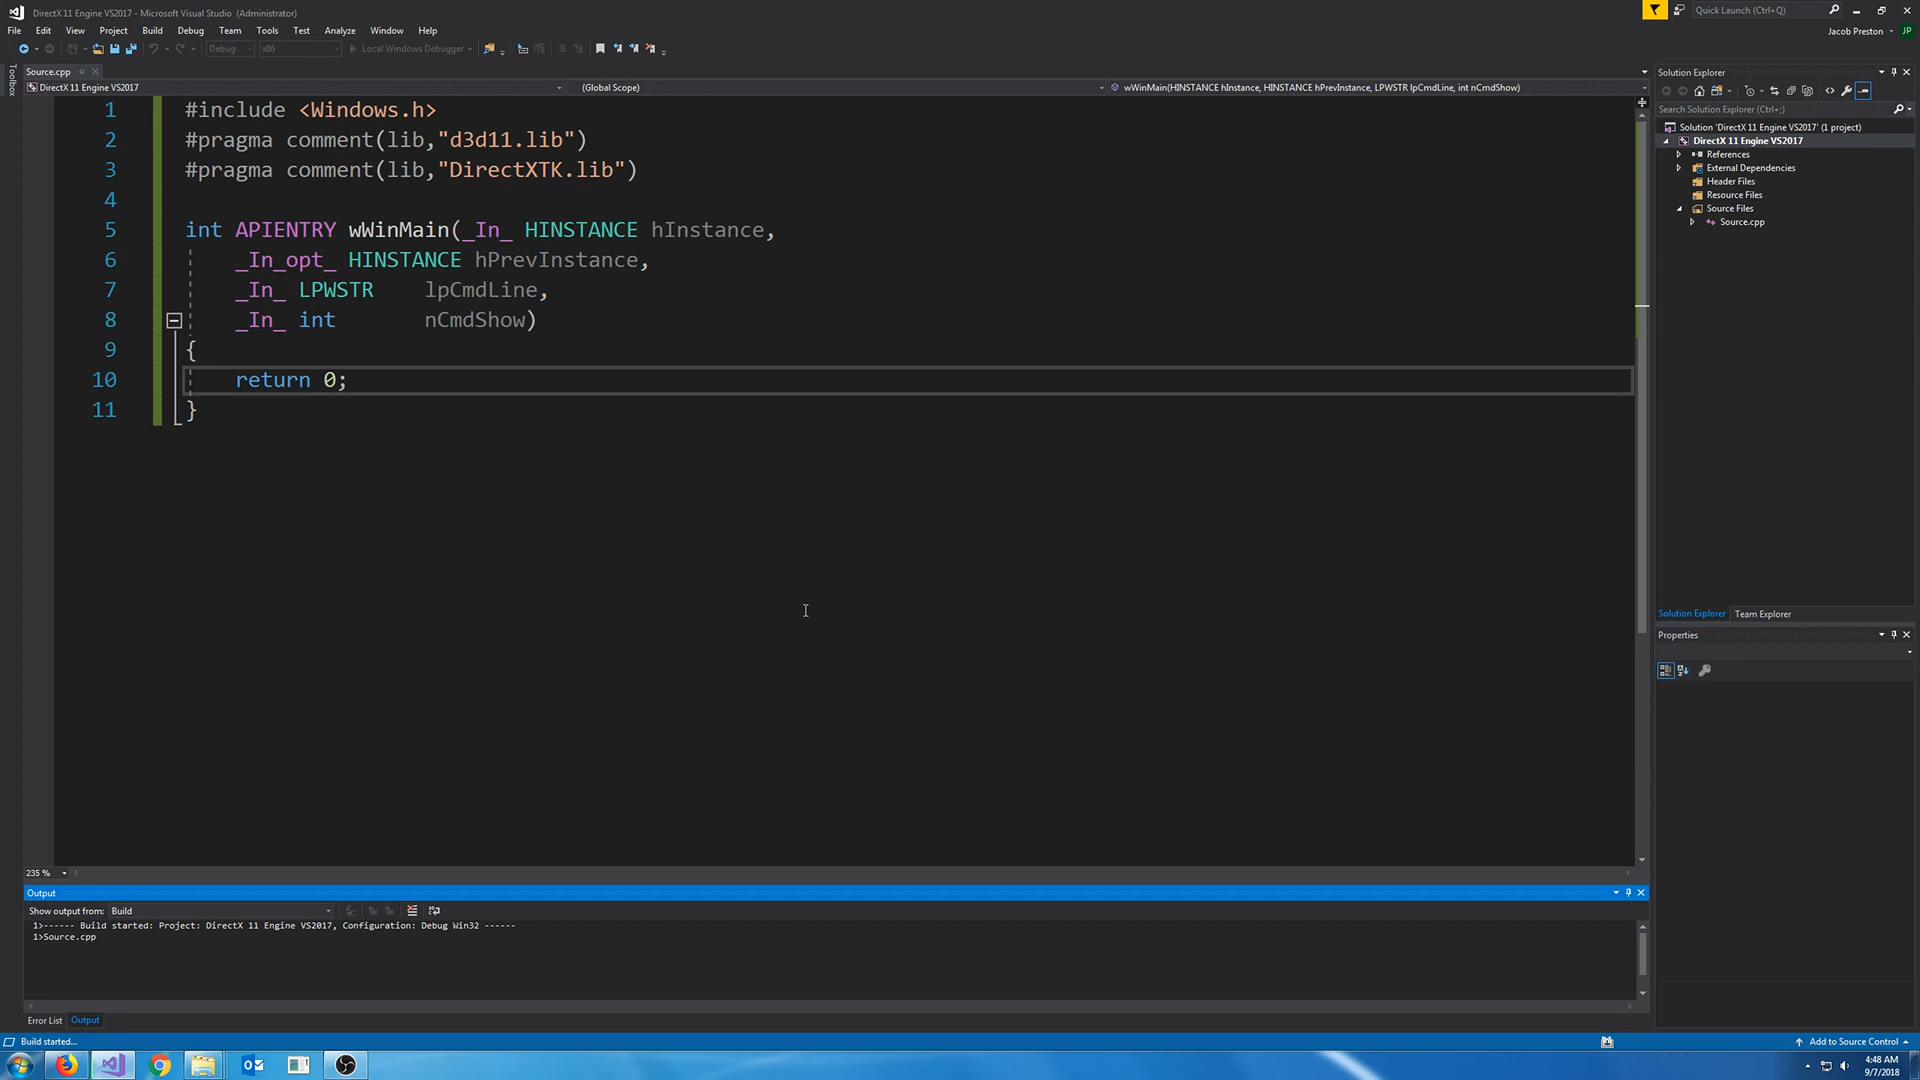 DirectX 11 Engine VS2017 - Microsoft Visual Studio (Administrator)
Quick Launch (Ctrl+Q)
File Edit View Project Build Debug Team Tools Test Analyze Window Help
Jacob Preston JP
Debug x86 Local Windows Debugger
Toolbox
Source.cpp
DirectX 11 Engine VS2017 (Global Scope) wWinMain(HINSTANCE hInstance, HINSTANCE hPrevInstance, LPWSTR lpCmdLine, int nCmdShow)
1 #include <Windows.h>
2 #pragma comment(lib,"d3d11.lib")
3 #pragma comment(lib,"DirectXTK.lib")
4
5 int APIENTRY wWinMain(_In_ HINSTANCE hInstance,
6 _In_opt_ HINSTANCE hPrevInstance,
7 _In_ LPWSTR lpCmdLine,
8 _In_ int nCmdShow)
9 {
10 return 0;
11 }
235 %
Solution Explorer
Search Solution Explorer (Ctrl+;)
Solution 'DirectX 11 Engine VS2017' (1 project)
DirectX 11 Engine VS2017
References
External Dependencies
Header Files
Resource Files
Source Files
Source.cpp
Solution Explorer Team Explorer
Properties
Output
Show output from: Build
1>------ Build started: Project: DirectX 11 Engine VS2017, Configuration: Debug Win32 ------
1>Source.cpp
Error List Output
Build started...
Add to Source Control
4:48 AM
9/7/2018